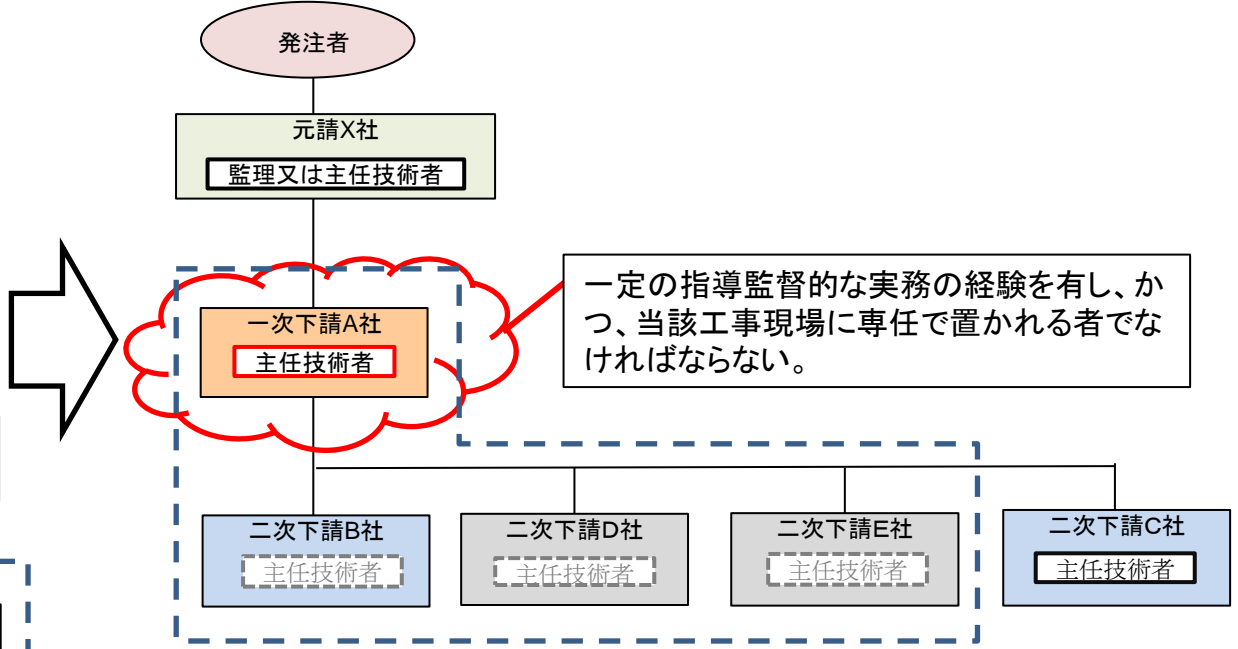 発注者
元請X社
監理又は主任技術者
一定の指導監督的な実務の経験を有し、か
つ、当該工事現場に専任で置かれる者でな
ければならない。
一次下請A社
主任技術者
二次下請B社
主任技術者
二次下請D社
主任技術者
二次下請E社
主任技術者
二次下請C社
主任技術者